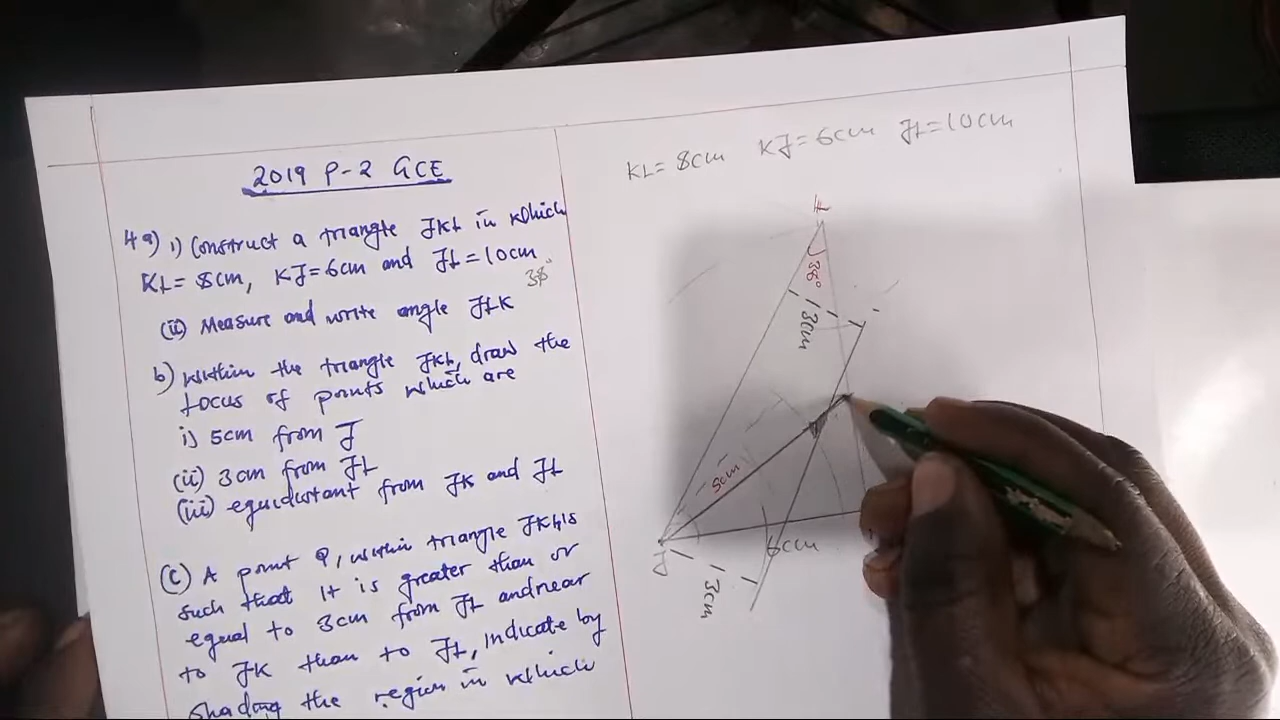 2019 P-2 GCE
4a) i) Construct a triangle JKL in which
KL = 8cm, KJ = 6cm and JL = 10cm
38°
(ii) Measure and write angle JLK
b) Within the triangle JKL, draw the
locus of points which are
i) 5cm from J
(ii) 3cm from JL
(iii) equidistant from JK and JL
(c) A point Q, within triangle JKL is
such that it is greater than or
equal to 3cm from JL and near
to JK than to JL, indicate by
shading the region in which
KL = 8cm KJ = 6cm JL = 10cm
L
38°
3cm
5cm
J
6cm
3cm